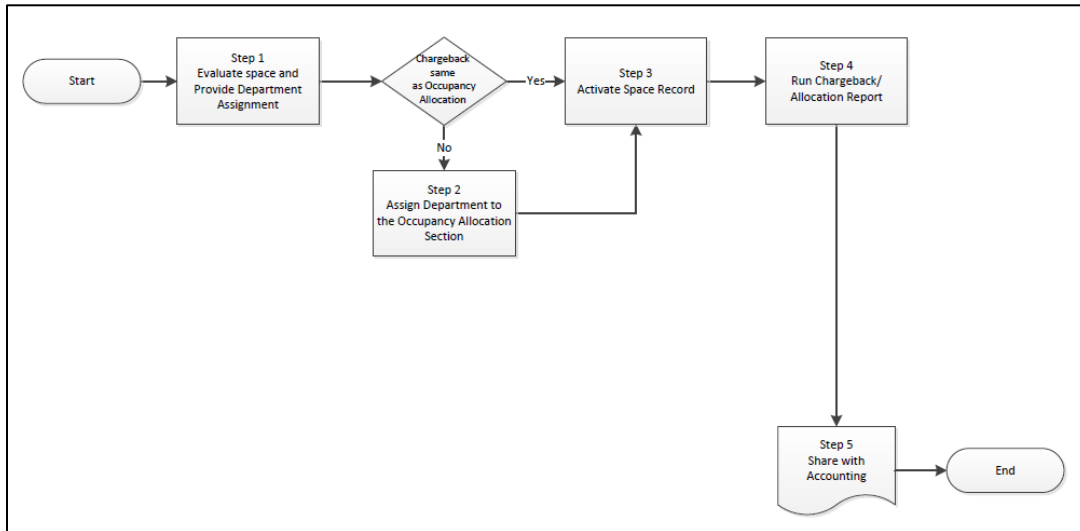 Start
Step 1
Evaluate space and
Provide Department
Assignment
Chargeback
same
as Occupancy
Allocation
Yes
No
Step 2
Assign Department to
the Occupancy Allocation
Section
Step 3
Activate Space Record
Step 4
Run Chargeback/
Allocation Report
Step 5
Share with
Accounting
End